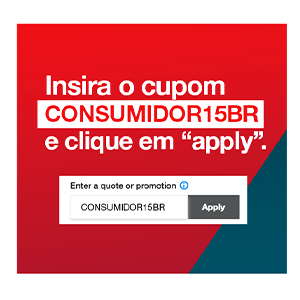 Insira o cupom
CONSUMIDOR15BR
e clique em “apply”.
Enter a quote or promotion
CONSUMIDOR15BR Apply